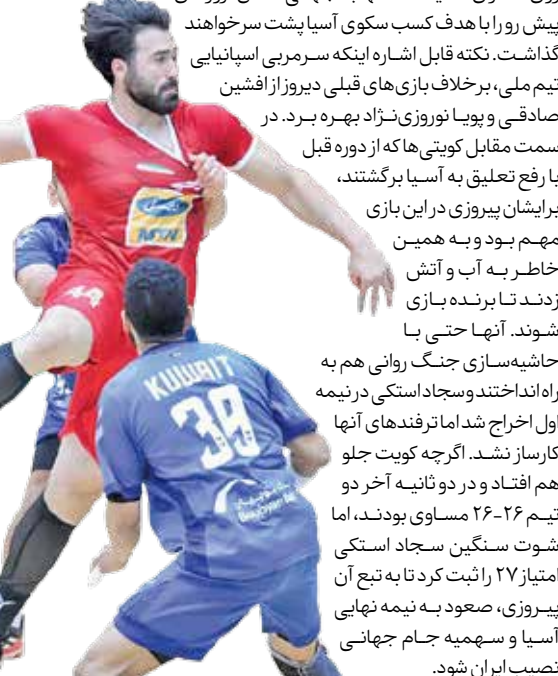 پیش رو را با هدف کسب سکوی آسیا پشت سر خواهند
گذاشت. نکته قابل اشاره اینکه سرمربی اسپانیایی
تیم ملی، برخلاف بازی‌های قبلی دیروز از افشین
صادقی و پویا نوروزی‌نژاد بهره برد. در
سمت مقابل کویتی‌ها که از دوره قبل
با رفع تعلیق به آسیا برگشتند،
برایشان پیروزی در این بازی
مهم بود و به همین
خاطر به آب و آتش
زدند تا برنده بازی
شوند. آنها حتی با
حاشیه‌سازی جنگ روانی هم به
راه انداختند و سجاد استکی در نیمه
اول اخراج شد اما ترفندهای آنها
کارساز نشد. اگرچه کویت جلو
هم افتاد و در دو ثانیه آخر دو
تیم ۲۶-۲۶ مساوی بودند، اما
شوت سنگین سجاد استکی
امتیاز ۲۷ را ثبت کرد تا به تبع آن
پیروزی، صعود به نیمه نهایی
آسیا و سهمیه جام جهانی
نصیب ایران شود.
44
KUWAIT
39